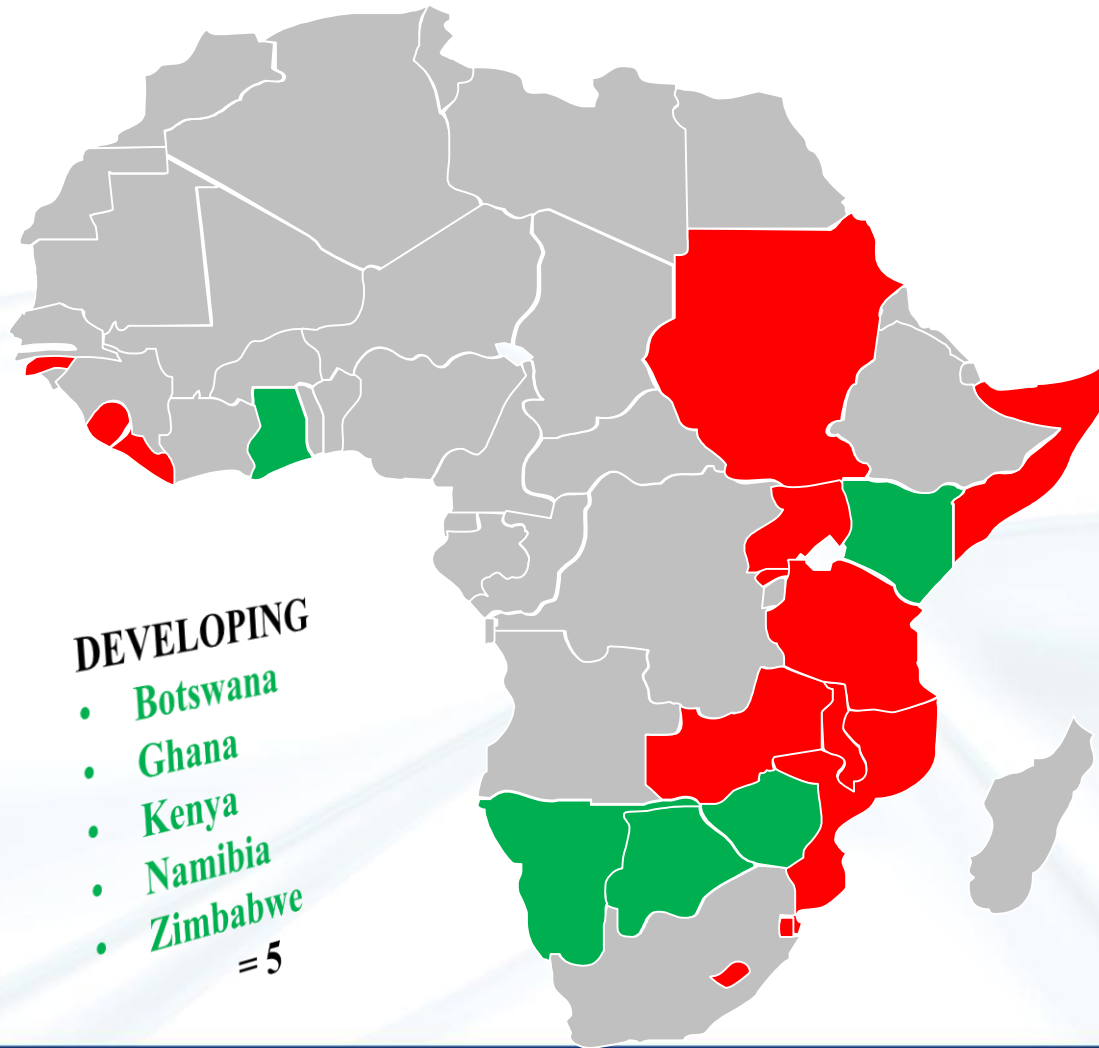 DEVELOPING
• Botswana
• Ghana
• Kenya
• Namibia
• Zimbabwe
= 5